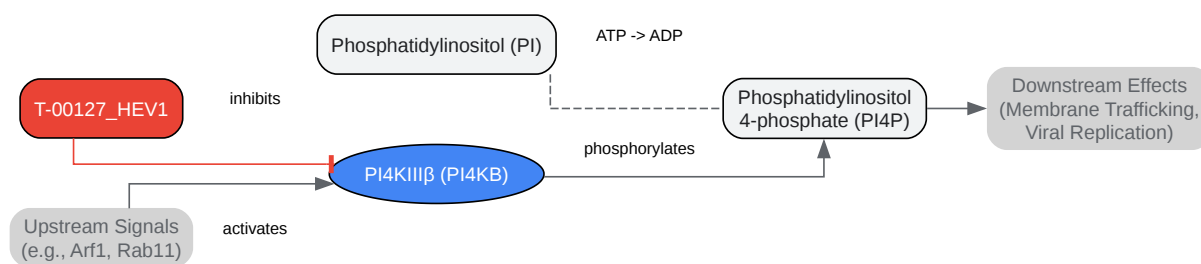 Phosphatidylinositol (PI)
ATP -> ADP
T-00127_HEV1
inhibits
Phosphatidylinositol
4-phosphate (PI4P)
Downstream Effects
(Membrane Trafficking,
Viral Replication)
PI4KIIIβ (PI4KB)
phosphorylates
Upstream Signals
(e.g., Arf1, Rab11)
activates